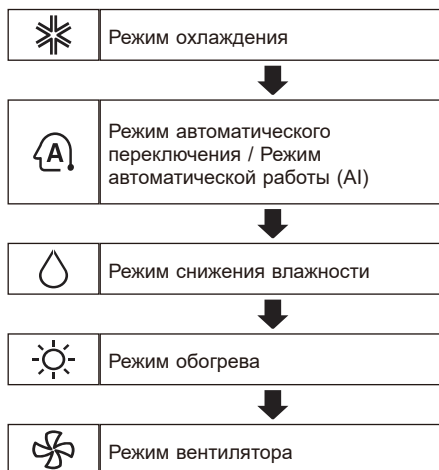 Режим охлаждения
A
Режим автоматического
переключения / Режим
автоматической работы (AI)
Режим снижения влажности
Режим обогрева
Режим вентилятора